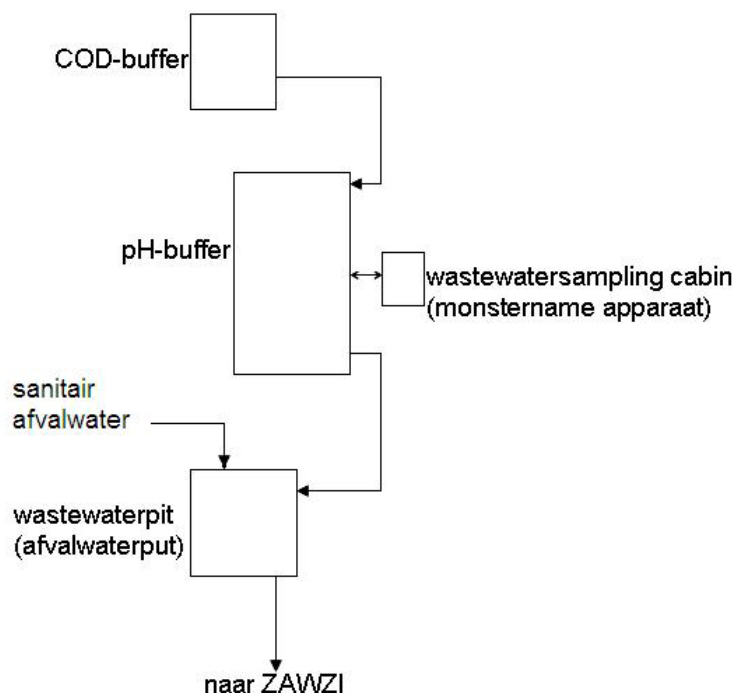 COD-buffer
pH-buffer
wastewatersampling cabin
(monstername apparaat)
sanitair
afvalwater
wastewaterpit
(afvalwaterput)
naar ZAWZI